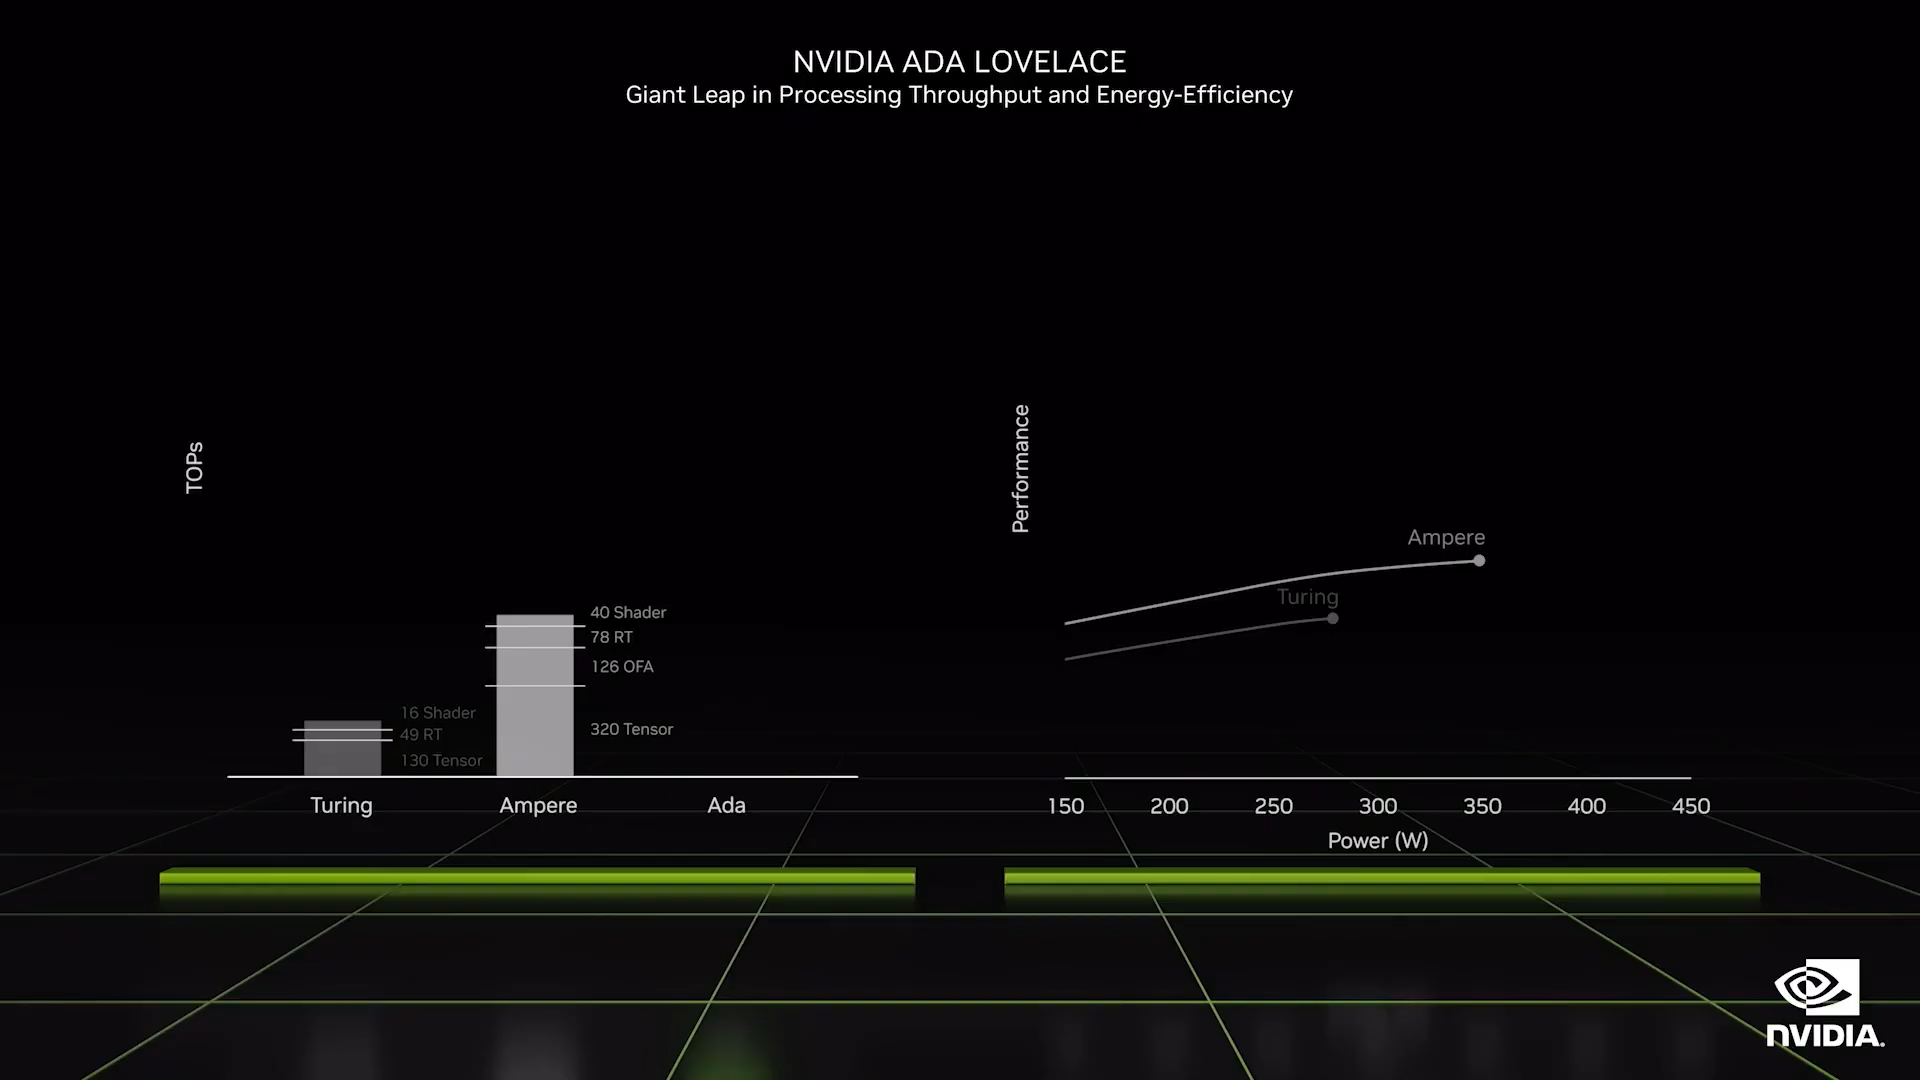 NVIDIA ADA LOVELACE
Giant Leap in Processing Throughput and Energy-Efficiency
TOPs
40 Shader
78 RT
126 OFA
320 Tensor
16 Shader
49 RT
130 Tensor
Turing
Ampere
Ada
Performance
Ampere
Turing
150 200 250 300 350 400 450
Power (W)
NVIDIA.